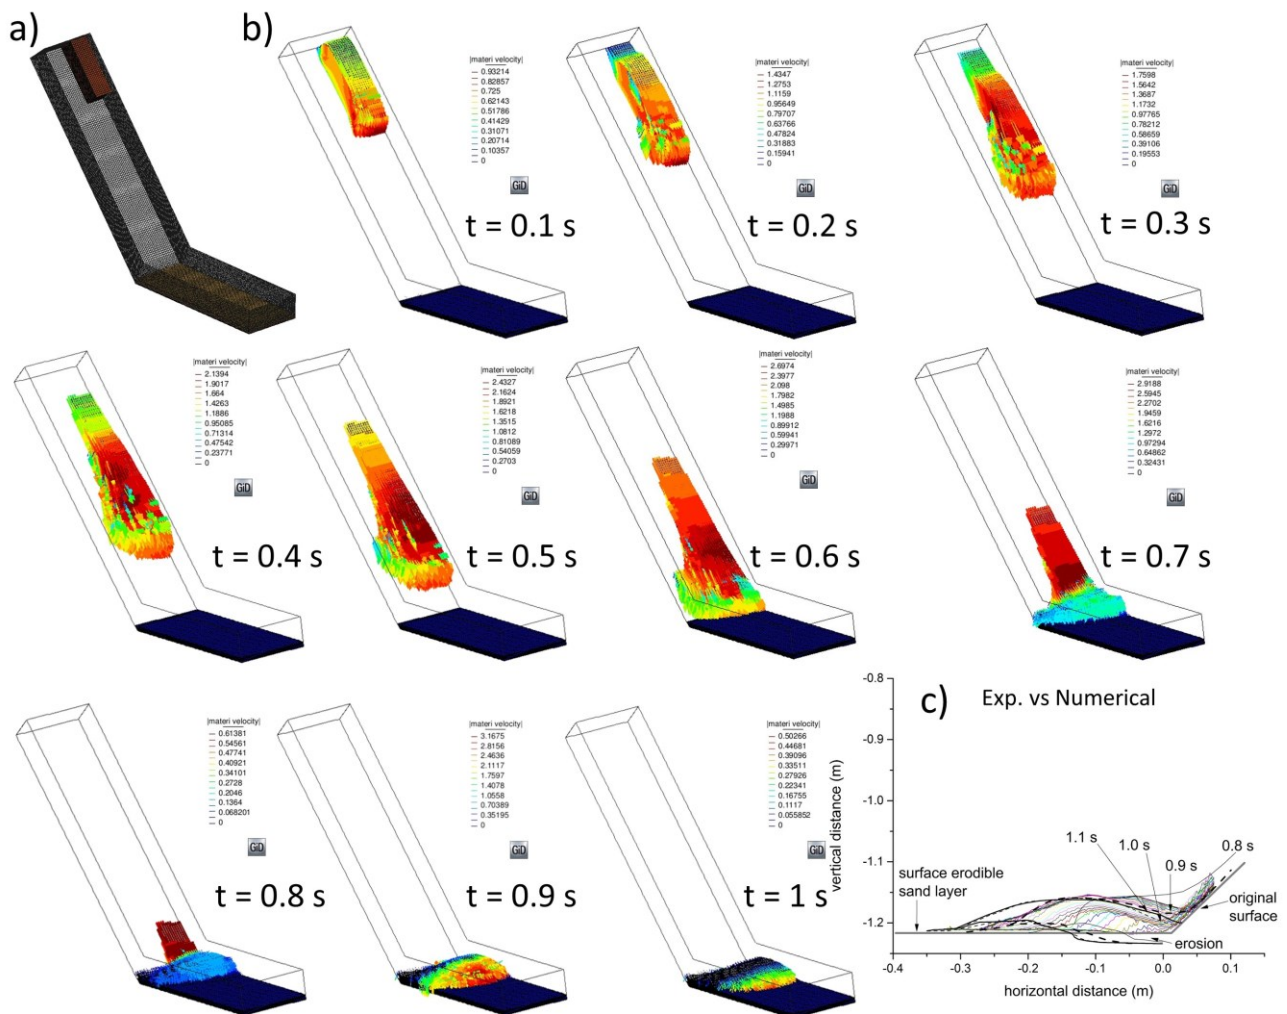 a)
b)
|materi velocity|
0.93214
0.82857
0.725
0.62143
0.51786
0.41429
0.31071
0.20714
0.10357
0
GiD
t = 0.1 s
|materi velocity|
1.4347
1.2753
1.1159
0.95649
0.79707
0.63766
0.47824
0.31883
0.15941
0
GiD
t = 0.2 s
|materi velocity|
1.7598
1.5642
1.3687
1.1732
0.97765
0.78212
0.58659
0.39106
0.19553
0
GiD
t = 0.3 s
|materi velocity|
2.1394
1.9017
1.664
1.4263
1.1886
0.95085
0.71314
0.47542
0.23771
0
GiD
t = 0.4 s
|materi velocity|
2.4327
2.1624
1.8921
1.6218
1.3515
1.0812
0.81089
0.54059
0.2703
0
GiD
t = 0.5 s
|materi velocity|
2.6974
2.3977
2.098
1.7982
1.4985
1.1988
0.89912
0.59941
0.29971
0
GiD
t = 0.6 s
|materi velocity|
2.9188
2.5945
2.2702
1.9459
1.6216
1.2972
0.97294
0.64862
0.32431
0
GiD
t = 0.7 s
|materi velocity|
0.61381
0.54561
0.47741
0.40921
0.34101
0.2728
0.2046
0.1364
0.068201
0
GiD
t = 0.8 s
|materi velocity|
3.1675
2.8156
2.4636
2.1117
1.7597
1.4078
1.0558
0.70389
0.35195
0
GiD
t = 0.9 s
|materi velocity|
0.50266
0.44681
0.39096
0.33511
0.27926
0.22341
0.16755
0.1117
0.055852
0
GiD
t = 1 s
c)
Exp. vs Numerical
vertical distance (m)
-0.8
-0.9
-1.0
-1.1
-1.2
1.1 s
1.0 s
0.9 s
0.8 s
surface erodible
sand layer
original
surface
erosion
-0.4
-0.3
-0.2
-0.1
0.0
0.1
horizontal distance (m)